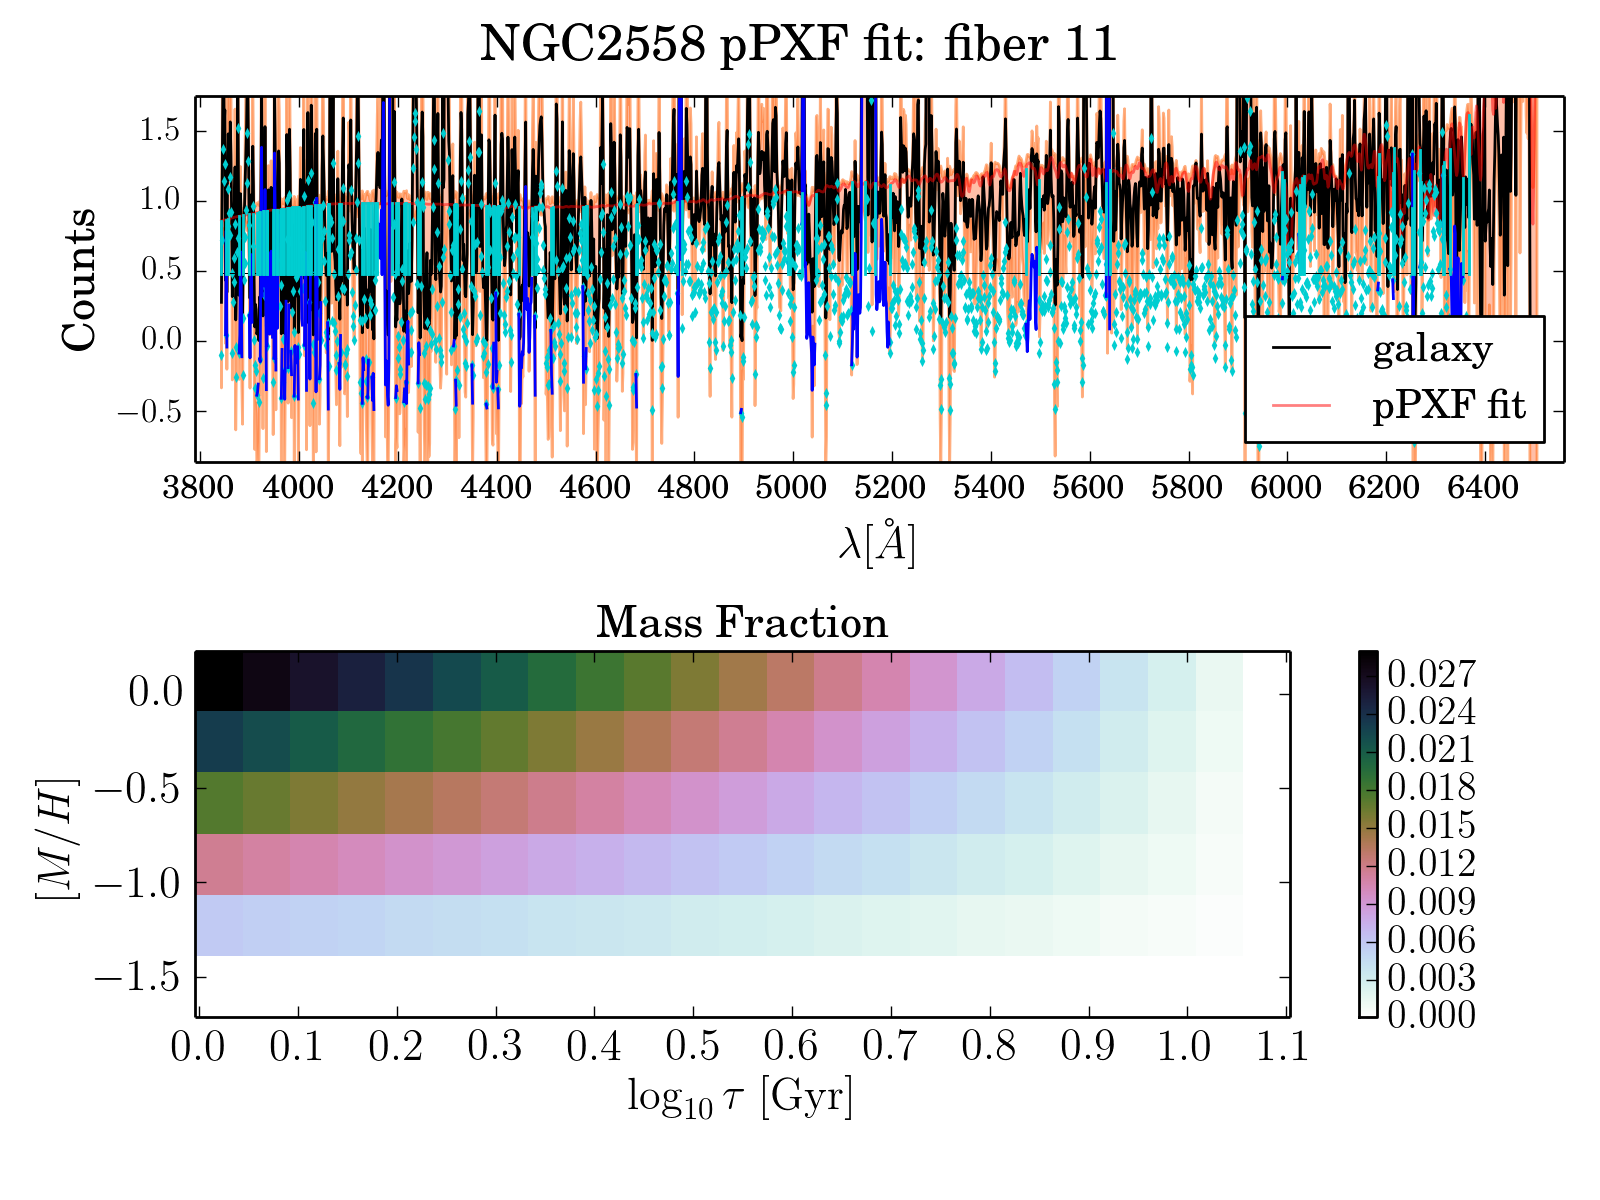 NGC2558 pPXF fit: fiber 11
Counts
1.5
1.0
0.5
0.0
−0.5
galaxy
pPXF fit
3800 4000 4200 4400 4600 4800 5000 5200 5400 5600 5800 6000 6200 6400
λ[Å]
Mass Fraction
[M/H]
0.0
−0.5
−1.0
−1.5
0.0 0.1 0.2 0.3 0.4 0.5 0.6 0.7 0.8 0.9 1.0 1.1
log₁₀ τ [Gyr]
0.027
0.024
0.021
0.018
0.015
0.012
0.009
0.006
0.003
0.000